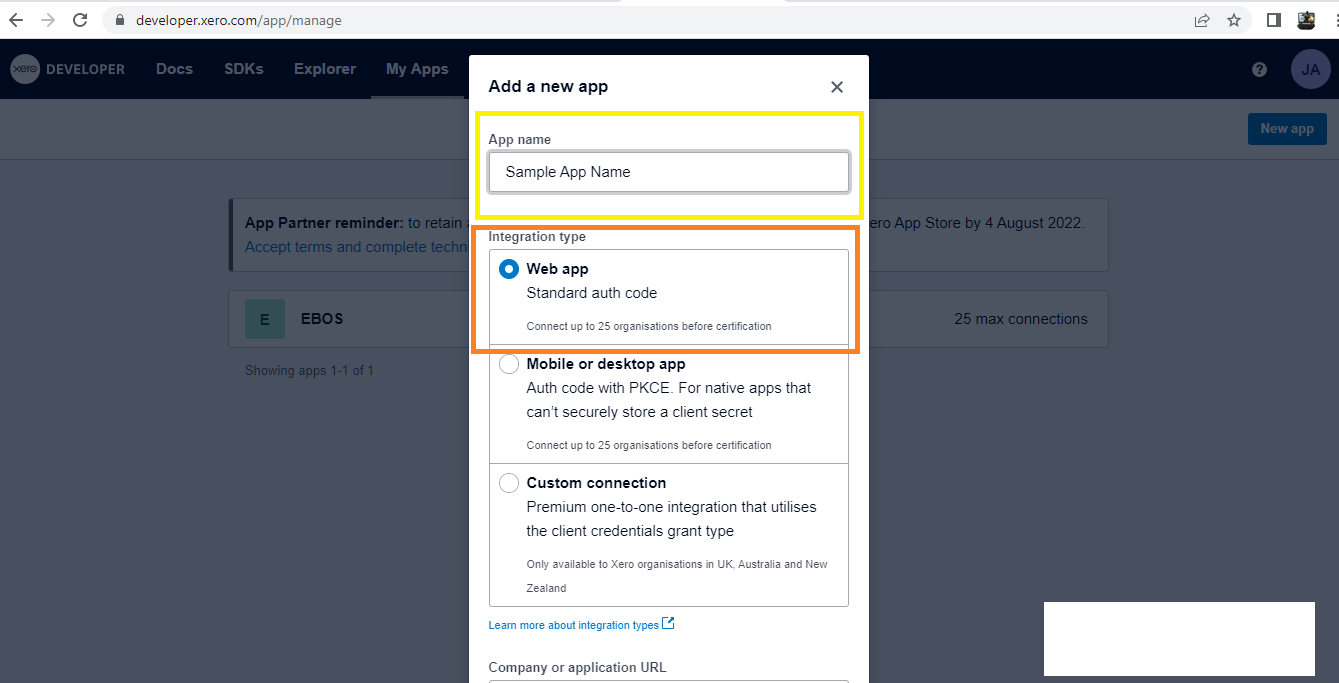 developer.xero.com/app/manage
xero DEVELOPER Docs SDKs Explorer My Apps ? JA
New app
Add a new app
App name
Sample App Name
App Partner reminder: to retain
ero App Store by 4 August 2022.
Accept terms and complete techn
Integration type
Web app
Standard auth code
Connect up to 25 organisations before certification
E EBOS
25 max connections
Showing apps 1-1 of 1
Mobile or desktop app
Auth code with PKCE. For native apps that
can't securely store a client secret
Connect up to 25 organisations before certification
Custom connection
Premium one-to-one integration that utilises
the client credentials grant type
Only available to Xero organisations in UK, Australia and New
Zealand
Learn more about integration types
Company or application URL